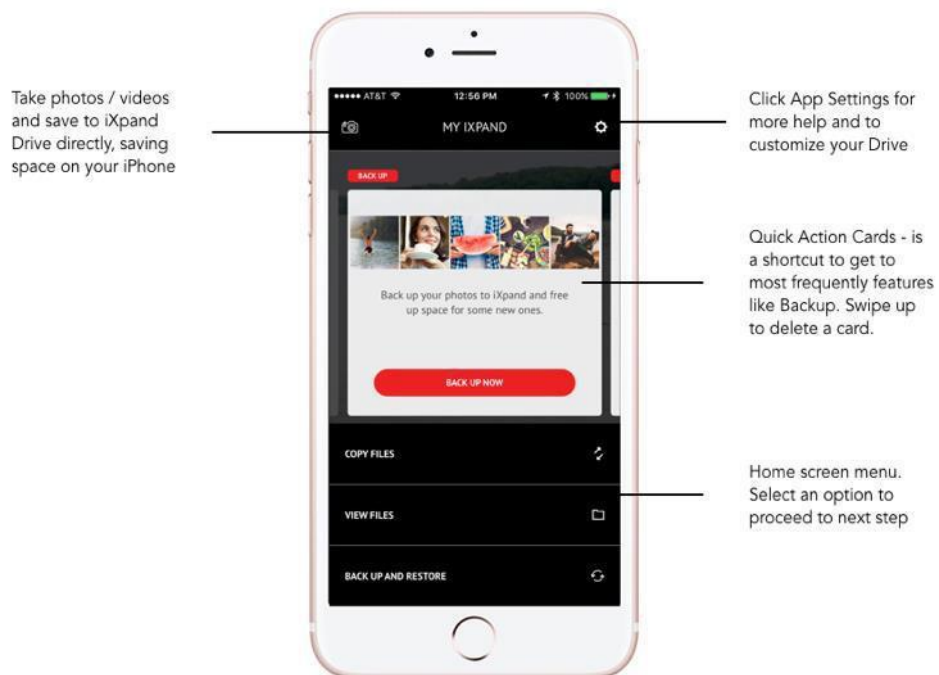 Take photos / videos
and save to iXpand
Drive directly, saving
space on your iPhone
AT&T
12:56 PM
100%
MY IXPAND
BACK UP
Back up your photos to iXpand and free
up space for some new ones.
BACK UP NOW
COPY FILES
VIEW FILES
BACK UP AND RESTORE
Click App Settings for
more help and to
customize your Drive
Quick Action Cards - is
a shortcut to get to
most frequently features
like Backup. Swipe up
to delete a card.
Home screen menu.
Select an option to
proceed to next step